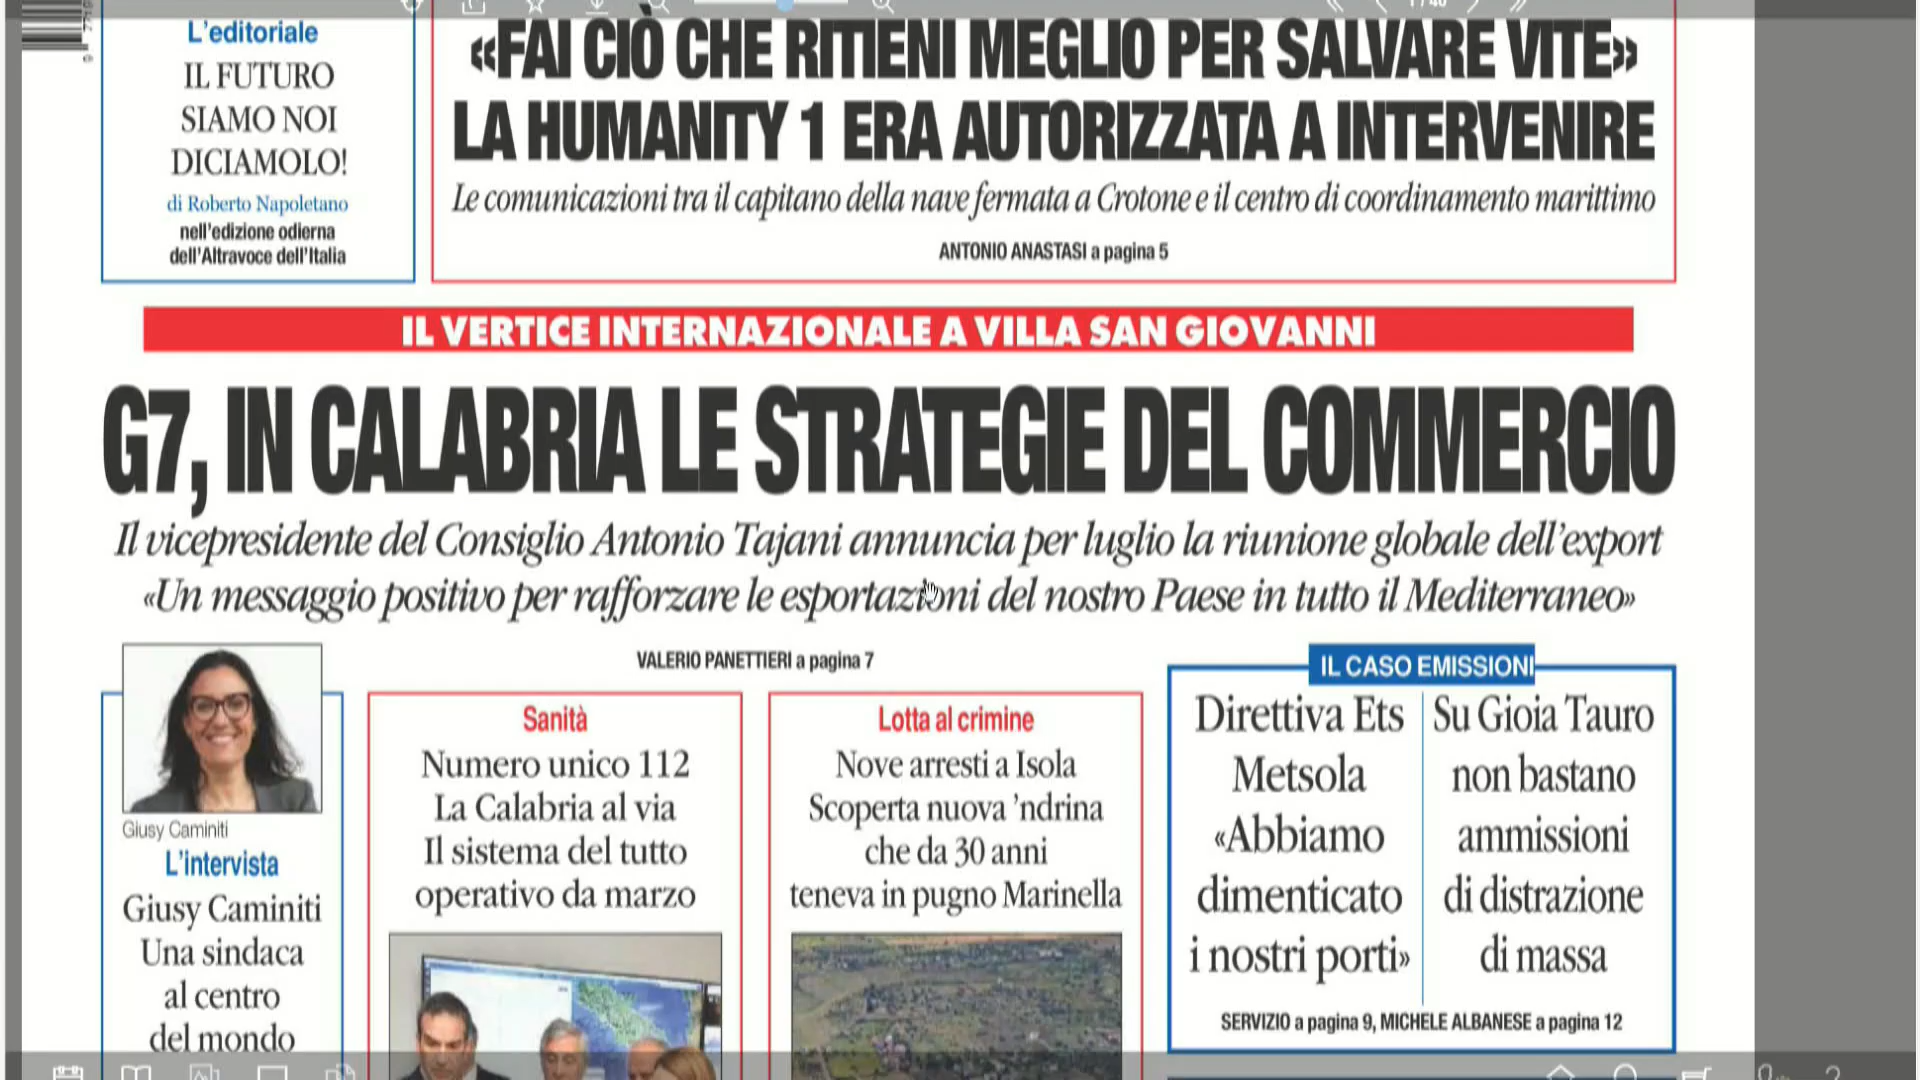 1 / 40
L'editoriale
IL FUTURO
SIAMO NOI
DICIAMOLO!
di Roberto Napoletano
nell'edizione odierna
dell'Altravoce dell'Italia
«FAI CIÒ CHE RITIENI MEGLIO PER SALVARE VITE»
LA HUMANITY 1 ERA AUTORIZZATA A INTERVENIRE
Le comunicazioni tra il capitano della nave fermata a Crotone e il centro di coordinamento marittimo
ANTONIO ANASTASI a pagina 5
IL VERTICE INTERNAZIONALE A VILLA SAN GIOVANNI
G7, IN CALABRIA LE STRATEGIE DEL COMMERCIO
Il vicepresidente del Consiglio Antonio Tajani annuncia per luglio la riunione globale dell'export
«Un messaggio positivo per rafforzare le esportazioni del nostro Paese in tutto il Mediterraneo»
VALERIO PANETTIERI a pagina 7
Giusy Caminiti
L'intervista
Giusy Caminiti
Una sindaca
al centro
del mondo
Sanità
Numero unico 112
La Calabria al via
Il sistema del tutto
operativo da marzo
Lotta al crimine
Nove arresti a Isola
Scoperta nuova 'ndrina
che da 30 anni
teneva in pugno Marinella
IL CASO EMISSIONI
Direttiva Ets
Metsola
«Abbiamo
dimenticato
i nostri porti»
Su Gioia Tauro
non bastano
ammissioni
di distrazione
di massa
SERVIZIO a pagina 9, MICHELE ALBANESE a pagina 12